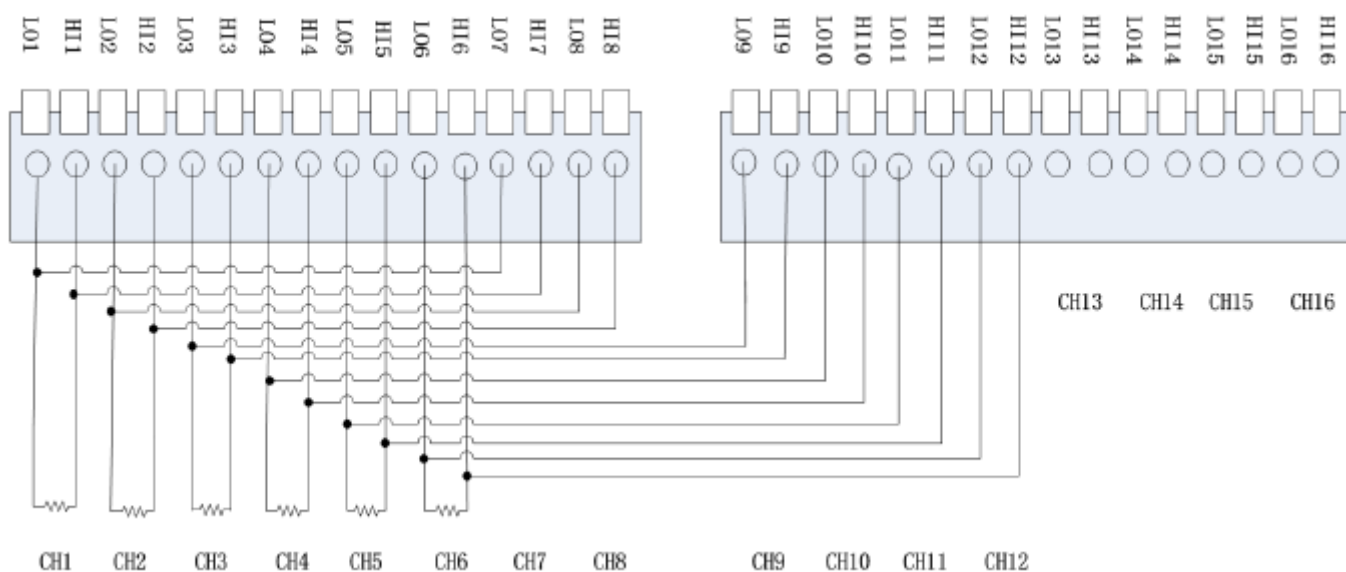 LO1 HI1 LO2 HI2 LO3 HI3 LO4 HI4 LO5 HI5 LO6 HI6 LO7 HI7 LO8 HI8
LO9 HI9 LO10 HI10 LO11 HI11 LO12 HI12 LO13 HI13 LO14 HI14 LO15 HI15 LO16 HI16
CH13 CH14 CH15 CH16
CH1 CH2 CH3 CH4 CH5 CH6 CH7 CH8
CH9 CH10 CH11 CH12